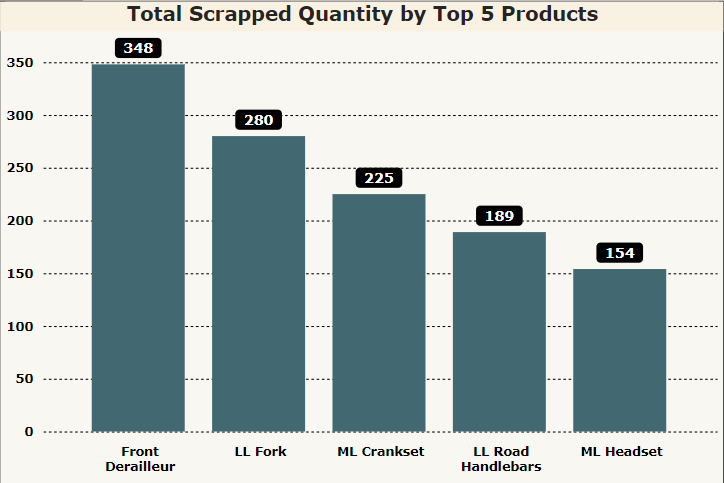 Total Scrapped Quantity by Top 5 Products
348
350
300
280
250
225
200
189
150
154
100
50
0
Front
Derailleur
LL Fork
ML Crankset
LL Road
Handlebars
ML Headset